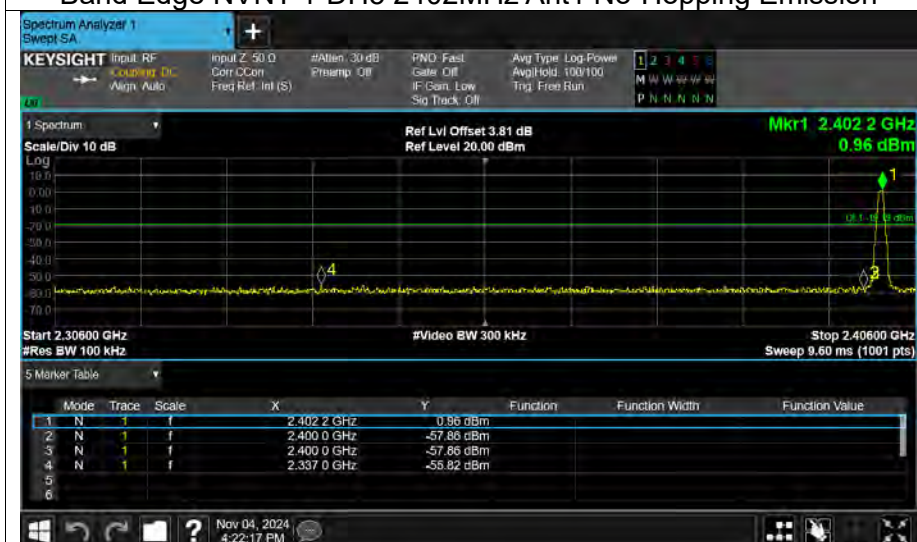 Band Edge NVNT 1-DH5 2402MHz Ant1 No-Hopping Emission
Spectrum Analyzer 1
Swept SA
+
KEYSIGHT Input: RF Input Z: 50 Ω #Atten: 30 dB PNO: Fast Avg Type: Log-Power 1 2 3 4 5 6
Coupling: DC Corr CCorr Preamp: Off Gate: Off Avg|Hold: 100/100 M W W W W W
Align: Auto Freq Ref: Int (S) IF Gain: Low Trig: Free Run
Sig Track: Off P N N N N N
1 Spectrum Ref Lvl Offset 3.81 dB Mkr1 2.402 2 GHz
Scale/Div 10 dB Ref Level 20.00 dBm 0.96 dBm
Log
10.0
0.00
-10.0
-20.0
-30.0
-40.0
-50.0
-60.0
-70.0
1
4
Start 2.30600 GHz #Video BW 300 kHz Stop 2.40600 GHz
#Res BW 100 kHz Sweep 9.60 ms (1001 pts)
5 Marker Table
Mode Trace Scale X Y Function Function Width Function Value
1 N 1 f 2.402 2 GHz 0.96 dBm
2 N 1 f 2.400 0 GHz -57.86 dBm
3 N 1 f 2.400 0 GHz -57.86 dBm
4 N 1 f 2.337 0 GHz -55.82 dBm
5
6
? Nov 04, 2024
4:22:17 PM